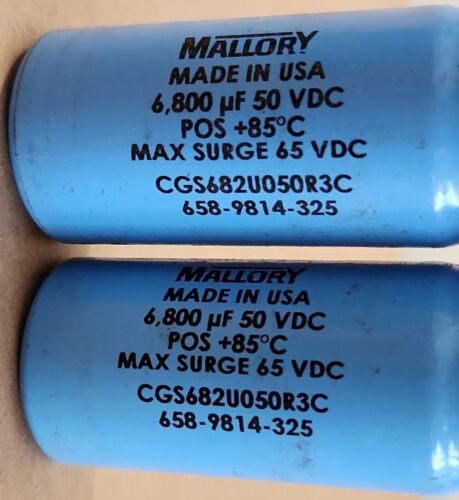 MALLORY
MADE IN USA
6,800 µF 50 VDC
POS +85°C
MAX SURGE 65 VDC
CGS682U050R3C
658-9814-325
MALLORY
MADE IN USA
6,800 µF 50 VDC
POS +85°C
MAX SURGE 65 VDC
CGS682U050R3C
658-9814-325